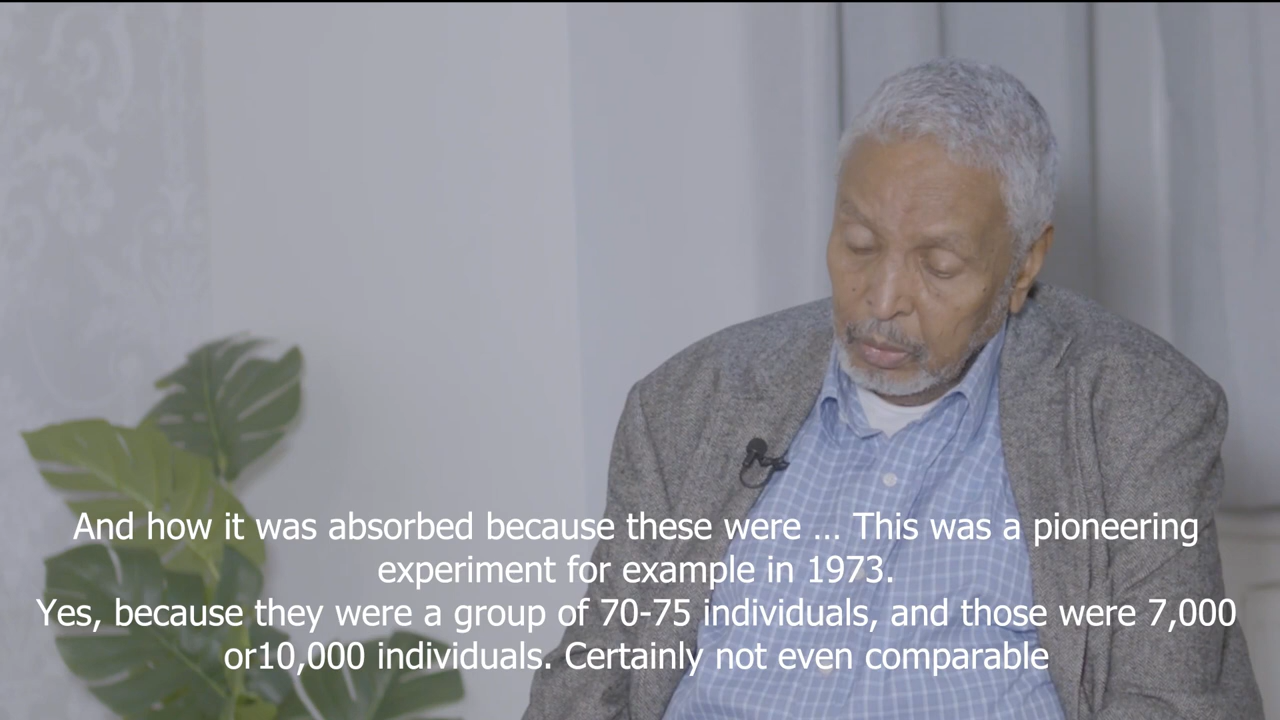 And how it was absorbed because these were ... This was a pioneering
experiment for example in 1973.
Yes, because they were a group of 70-75 individuals, and those were 7,000
or10,000 individuals. Certainly not even comparable